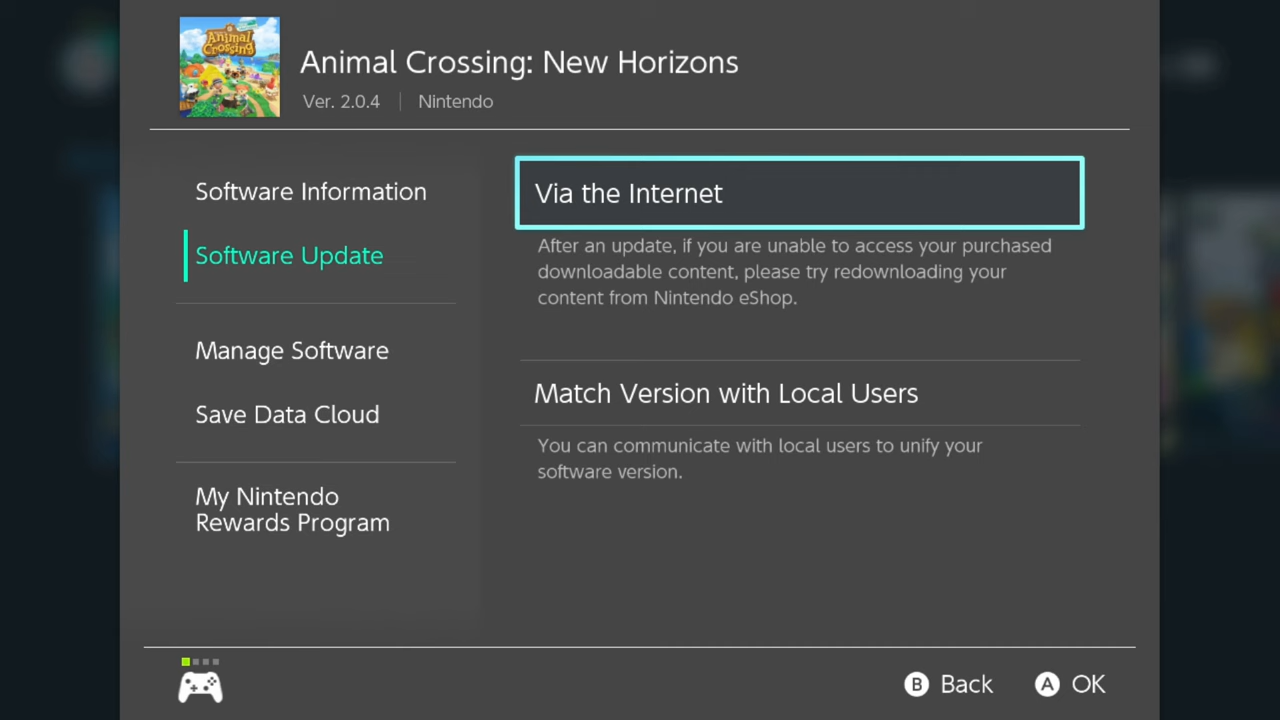 Animal Crossing
Animal Crossing: New Horizons
Ver. 2.0.4
Nintendo
Software Information
Software Update
Manage Software
Save Data Cloud
My Nintendo
Rewards Program
Via the Internet
After an update, if you are unable to access your purchased
downloadable content, please try redownloading your
content from Nintendo eShop.
Match Version with Local Users
You can communicate with local users to unify your
software version.
B Back
A OK